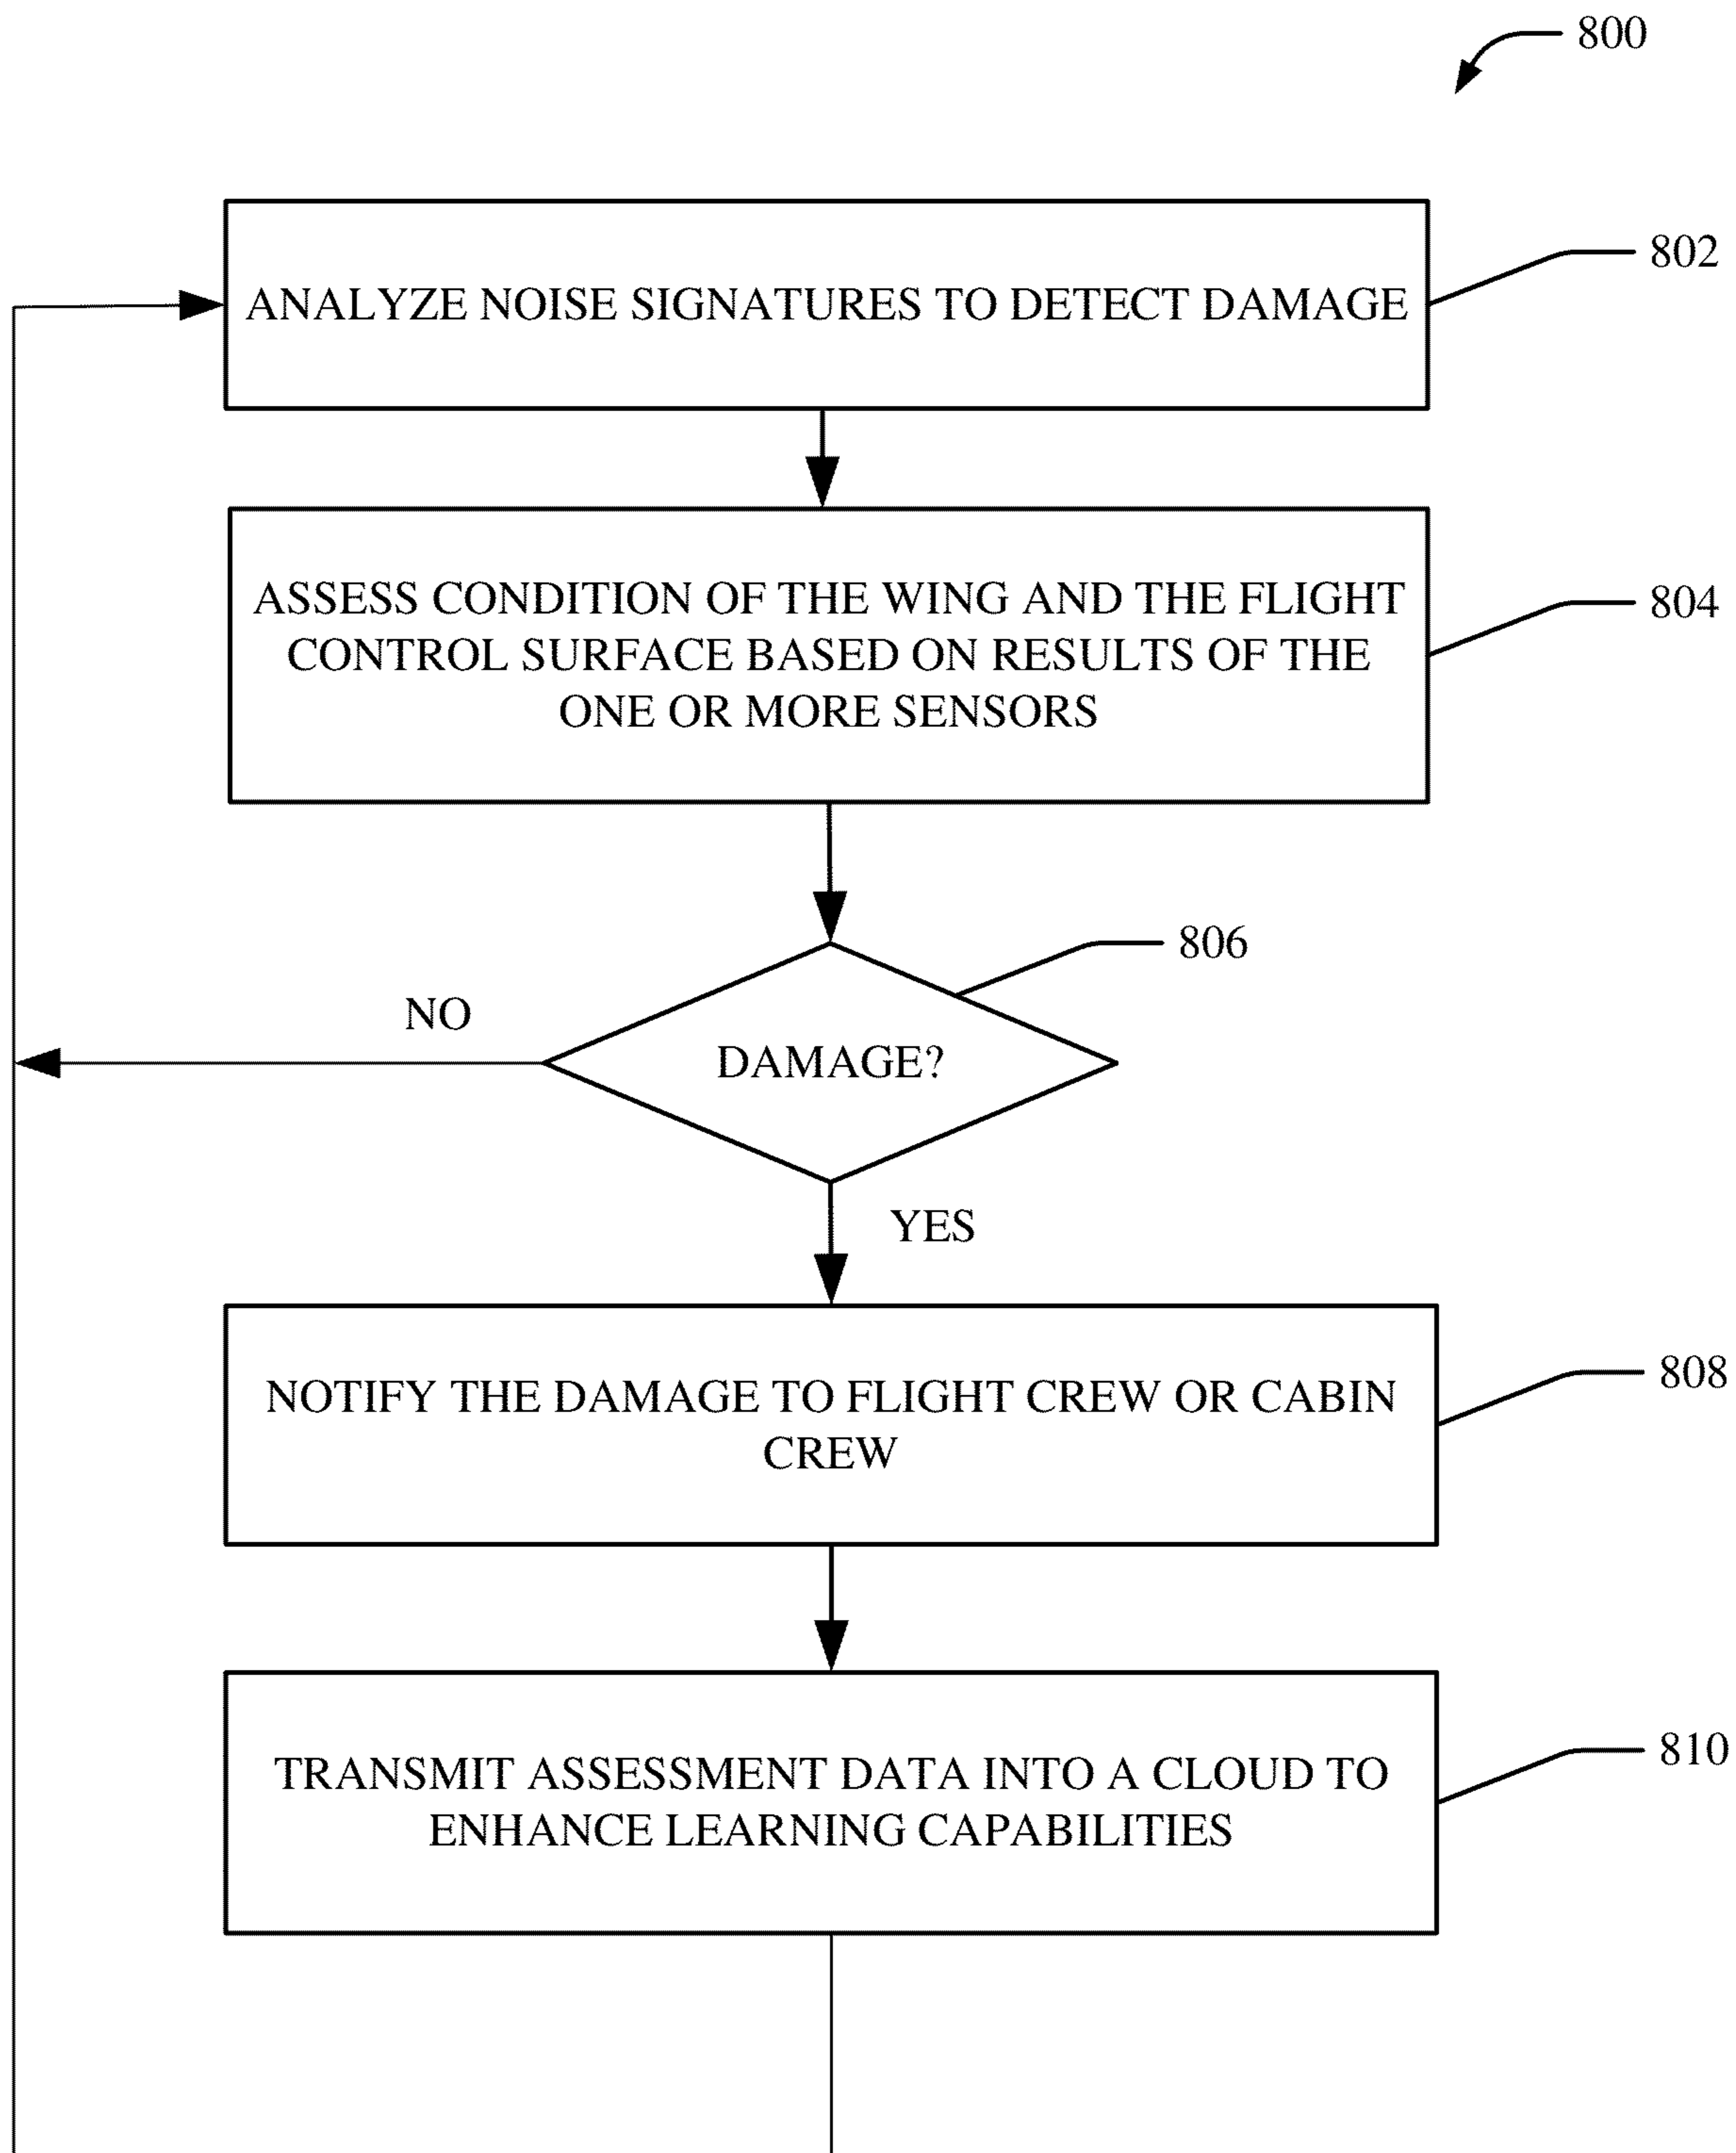 800
ANALYZE NOISE SIGNATURES TO DETECT DAMAGE
802
ASSESS CONDITION OF THE WING AND THE FLIGHT
CONTROL SURFACE BASED ON RESULTS OF THE
ONE OR MORE SENSORS
804
806
NO
DAMAGE?
YES
NOTIFY THE DAMAGE TO FLIGHT CREW OR CABIN
CREW
808
TRANSMIT ASSESSMENT DATA INTO A CLOUD TO
ENHANCE LEARNING CAPABILITIES
810